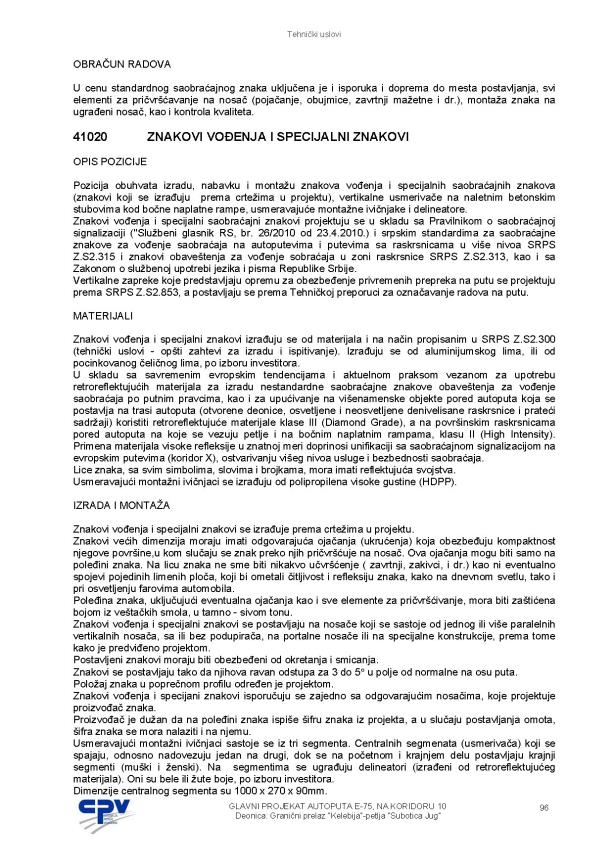 Tehnički uslovi
OBRAČUN RADOVA
U cenu standardnog saobraćajnog znaka uključena je i isporuka i doprema do mesta postavljanja, svi
elementi za pričvršćavanje na nosač (pojačanje, obujmice, zavrtnji mažetne i dr.), montaža znaka na
ugrađeni nosač, kao i kontrola kvaliteta.
41020 ZNAKOVI VOĐENJA I SPECIJALNI ZNAKOVI
OPIS POZICIJE
Pozicija obuhvata izradu, nabavku i montažu znakova vođenja i specijalnih saobraćajnih znakova
(znakovi koji se izrađuju prema crtežima u projektu), vertikalne usmerivače na naletnim betonskim
stubovima kod bočne naplatne rampe, usmeravajuće montažne ivičnjake i delineatore.
Znakovi vođenja i specijalni saobraćajni znakovi projektuju se u skladu sa Pravilnikom o saobraćajnoj
signalizaciji ("Službeni glasnik RS, br. 26/2010 od 23.4.2010.) i srpskim standardima za saobraćajne
znakove za vođenje saobraćaja na autoputevima i putevima sa raskrsnicama u više nivoa SRPS
Z.S2.315 i znakovi obaveštenja za vođenje sobraćaja u zoni raskrsnice SRPS Z.S2.313, kao i sa
Zakonom o službenoj upotrebi jezika i pisma Republike Srbije.
Vertikalne zapreke koje predstavljaju opremu za obezbeđenje privremenih prepreka na putu se projektuju
prema SRPS Z.S2.853, a postavljaju se prema Tehničkoj preporuci za označavanje radova na putu.
MATERIJALI
Znakovi vođenja i specijalni znakovi izrađuju se od materijala i na način propisanim u SRPS Z.S2.300
(tehnički uslovi - opšti zahtevi za izradu i ispitivanje). Izrađuju se od aluminijumskog lima, ili od
pocinkovanog čeličnog lima, po izboru investitora.
U skladu sa savremenim evropskim tendencijama i aktuelnom praksom vezanom za upotrebu
retroreflektujućih materijala za izradu nestandardne saobraćajne znakove obaveštenja za vođenje
saobraćaja po putnim pravcima, kao i za upućivanje na višenamenske objekte pored autoputa koja se
postavlja na trasi autoputa (otvorene deonice, osvetljene i neosvetljene denivelisane raskrsnice i prateći
sadržaji) koristiti retroreflektujuće materijale klase III (Diamond Grade), a na površinskim raskrsnicama
pored autoputa na koje se vezuju petlje i na bočnim naplatnim rampama, klasu II (High Intensity).
Primena materijala visoke refleksije u znatnoj meri doprinosi unifikaciji sa saobraćajnom signalizacijom na
evropskim putevima (koridor X), ostvarivanju višeg nivoa usluge i bezbednosti saobraćaja.
Lice znaka, sa svim simbolima, slovima i brojkama, mora imati reflektujuća svojstva.
Usmeravajući montažni ivičnjaci se izrađuju od polipropilena visoke gustine (HDPP).
IZRADA I MONTAŽA
Znakovi vođenja i specijalni znakovi se izrađuje prema crtežima u projektu.
Znakovi većih dimenzija moraju imati odgovarajuća ojačanja (ukrućenja) koja obezbeđuju kompaktnost
njegove površine,u kom slučaju se znak preko njih pričvršćuje na nosač. Ova ojačanja mogu biti samo na
poleđini znaka. Na licu znaka ne sme biti nikakvo učvršćenje ( zavrtnji, zakivci, i dr.) kao ni eventualno
spojevi pojedinih limenih ploča, koji bi ometali čitljivost i refleksiju znaka, kako na dnevnom svetlu, tako i
pri osvetljenju farovima automobila.
Poleđina znaka, uključujući eventualna ojačanja kao i sve elemente za pričvršćivanje, mora biti zaštićena
bojom iz veštačkih smola, u tamno - sivom tonu.
Znakovi vođenja i specijalni znakovi se postavljaju na nosače koji se sastoje od jednog ili više paralelnih
vertikalnih nosača, sa ili bez podupirača, na portalne nosače ili na specijalne konstrukcije, prema tome
kako je predviđeno projektom.
Postavljeni znakovi moraju biti obezbeđeni od okretanja i smicanja.
Znakovi se postavljaju tako da njihova ravan odstupa za 3 do 5° u polje od normalne na osu puta.
Položaj znaka u poprečnom profilu određen je projektom.
Znakovi vođenja i specijani znakovi isporučuju se zajedno sa odgovarajićim nosačima, koje projektuje
proizvođač znaka.
Proizvođač je dužan da na poleđini znaka ispiše šifru znaka iz projekta, a u slučaju postavljanja omota,
šifra znaka se mora nalaziti i na njemu.
Usmeravajući montažni ivičnjaci sastoje se iz tri segmenta. Centralnih segmenata (usmerivača) koji se
spajaju, odnosno nadovezuju jedan na drugi, dok se na početnom i krajnjem delu postavljaju krajnji
segmenti (muški i ženski). Na segmentima se ugrađuju delineatori (izrađeni od retroreflektujućeg
materijala). Oni su bele ili žute boje, po izboru investitora.
Dimenzije centralnog segmenta su 1000 x 270 x 90mm.
CPV
GLAVNI PROJEKAT AUTOPUTA E-75, NA KORIDORU 10
96
Deonica: Granični prelaz "Kelebija"-petlja "Subotica Jug"